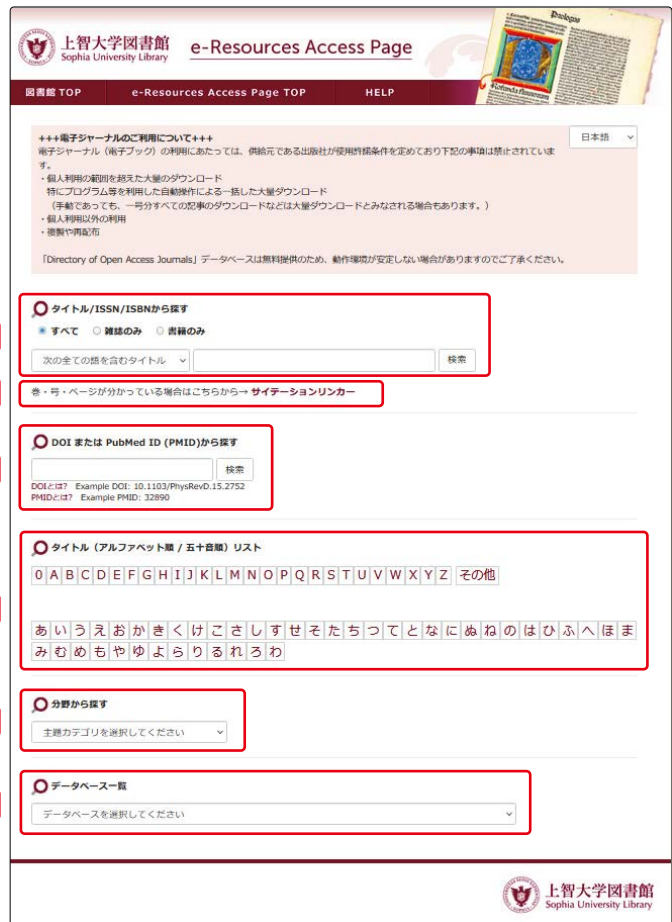 上智大学図書館
Sophia University Library
e-Resources Access Page
Prologus
図書館 TOP e-Resources Access Page TOP HELP
日本語
+++電子ジャーナルのご利用について+++
電子ジャーナル（電子ブック）の利用にあたっては、供給元である出版社が使用許諾条件を定めており下記の事項は禁止されていま
す。
・個人利用の範囲を超えた大量のダウンロード
特にプログラム等を利用した自動操作による一括した大量ダウンロード
（手動であっても、一号分すべての記事のダウンロードなどは大量ダウンロードとみなされる場合もあります。）
・個人利用以外の利用
・複製や再配布
「Directory of Open Access Journals」データベースは無料提供のため、動作環境が安定しない場合がありますのでご了承ください。
タイトル/ISSN/ISBNから探す
すべて 雑誌のみ 書籍のみ
次の全ての語を含むタイトル 検索
巻・号・ページが分かっている場合はこちらから→ サイテーションリンカー
DOI または PubMed ID (PMID)から探す
検索
DOIとは? Example DOI: 10.1103/PhysRevD.15.2752
PMIDとは? Example PMID: 32890
タイトル（アルファベット順 / 五十音順）リスト
0 A B C D E F G H I J K L M N O P Q R S T U V W X Y Z その他
あ い う え お か き く け こ さ し す せ そ た ち つ て と な に ぬ ね の は ひ ふ へ ほ ま
み む め も や ゆ よ ら り る れ ろ わ
分野から探す
主題カテゴリを選択してください
データベース一覧
データベースを選択してください
上智大学図書館
Sophia University Library